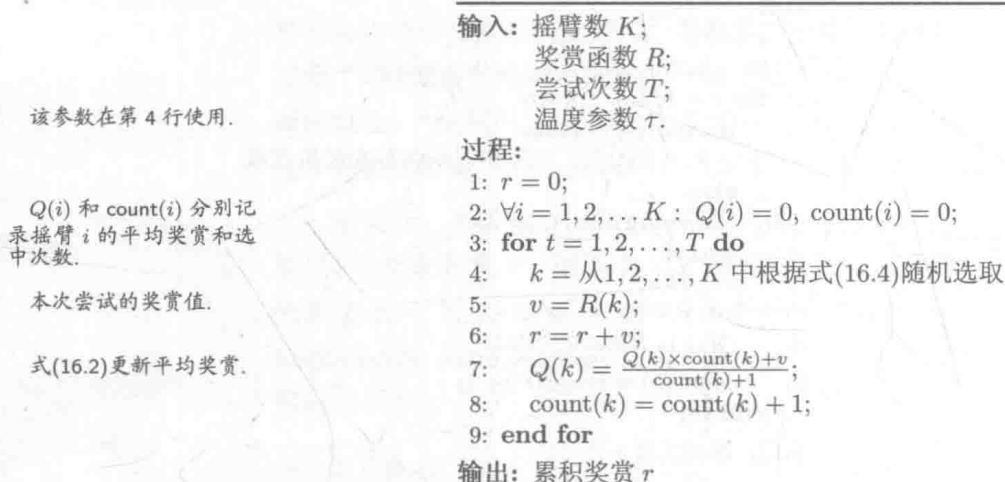 输入: 摇臂数 K;
奖赏函数 R;
尝试次数 T;
该参数在第 4 行使用.
温度参数 τ.
过程:
1: r = 0;
Q(i) 和 count(i) 分别记
录摇臂 i 的平均奖赏和选
中次数.
2: ∀i = 1, 2, . . . K : Q(i) = 0, count(i) = 0;
3: for t = 1, 2, . . . , T do
4: k = 从1, 2, . . . , K 中根据式(16.4)随机选取
本次尝试的奖赏值.
5: v = R(k);
6: r = r + v;
式(16.2)更新平均奖赏.
7: Q(k) = \frac{Q(k)×count(k)+v}{count(k)+1};
8: count(k) = count(k) + 1;
9: end for
输出: 累积奖赏 r